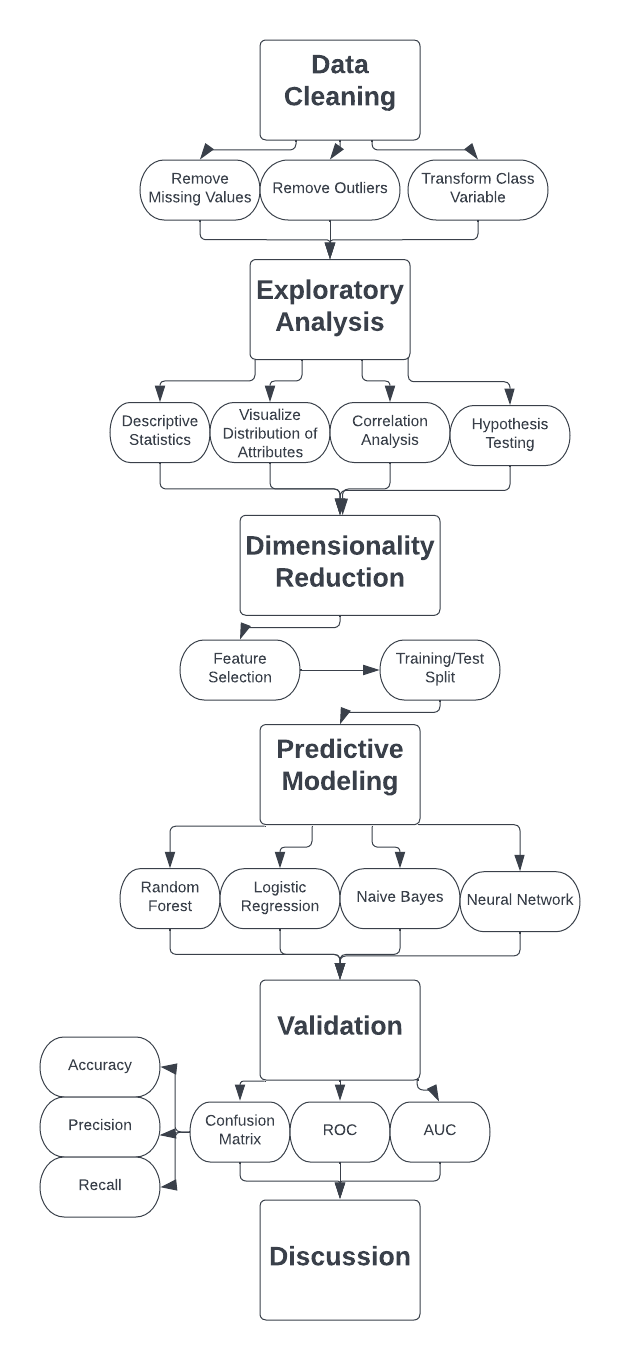 Data
Cleaning
Remove
Missing Values
Remove Outliers
Transform Class
Variable
Exploratory
Analysis
Descriptive
Statistics
Visualize
Distribution of
Attributes
Correlation
Analysis
Hypothesis
Testing
Dimensionality
Reduction
Feature
Selection
Training/Test
Split
Predictive
Modeling
Random
Forest
Logistic
Regression
Naive Bayes
Neural Network
Validation
Accuracy
Precision
Recall
Confusion
Matrix
ROC
AUC
Discussion